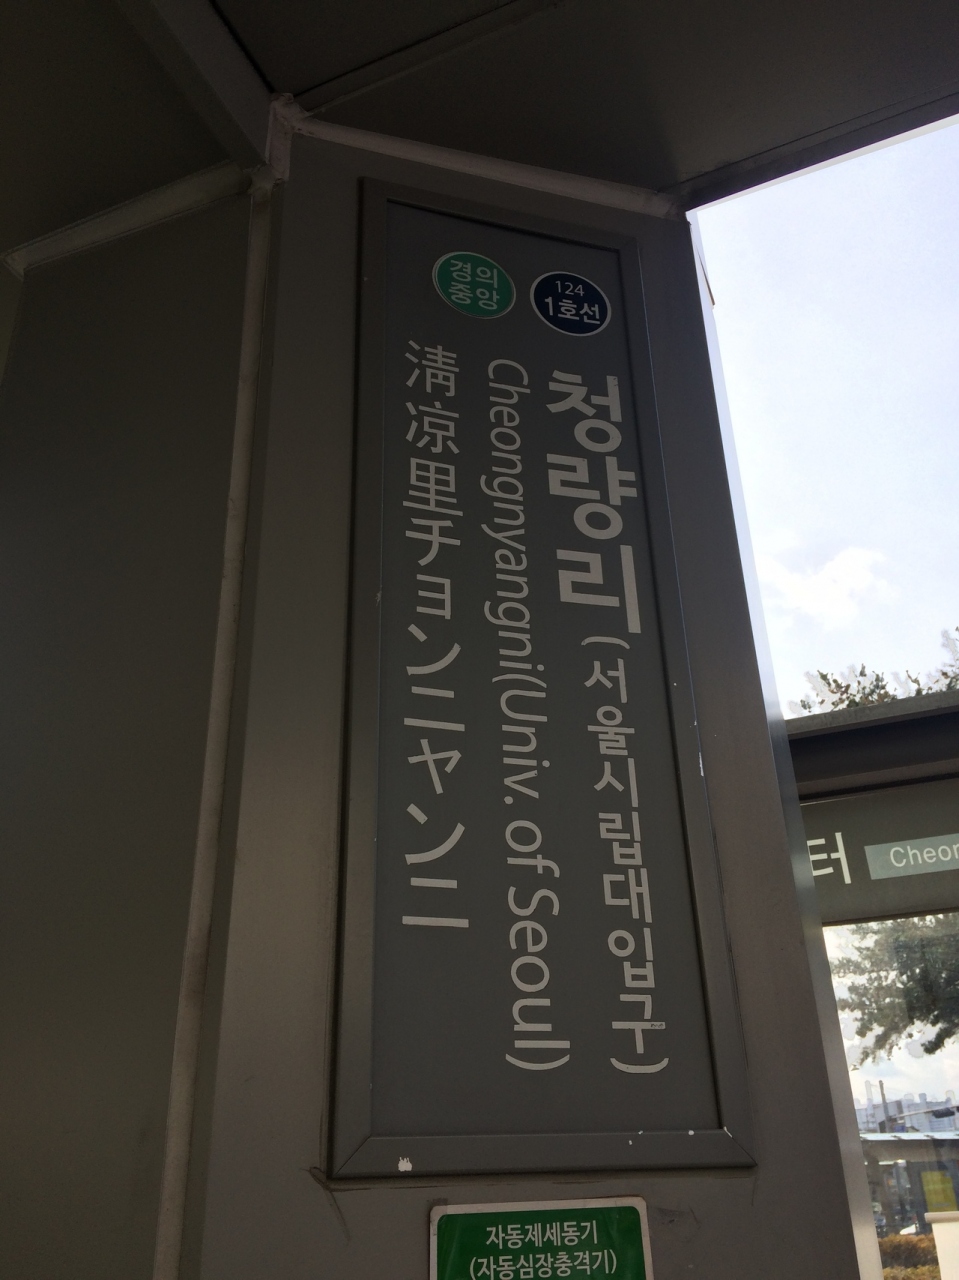 경의
중앙
124
1호선
청량리(서울시립대입구)
Cheongnyangni(Univ. of Seoul)
淸凉里チョンニャンニ
터
Cheon
자동제세동기
(자동심장충격기)